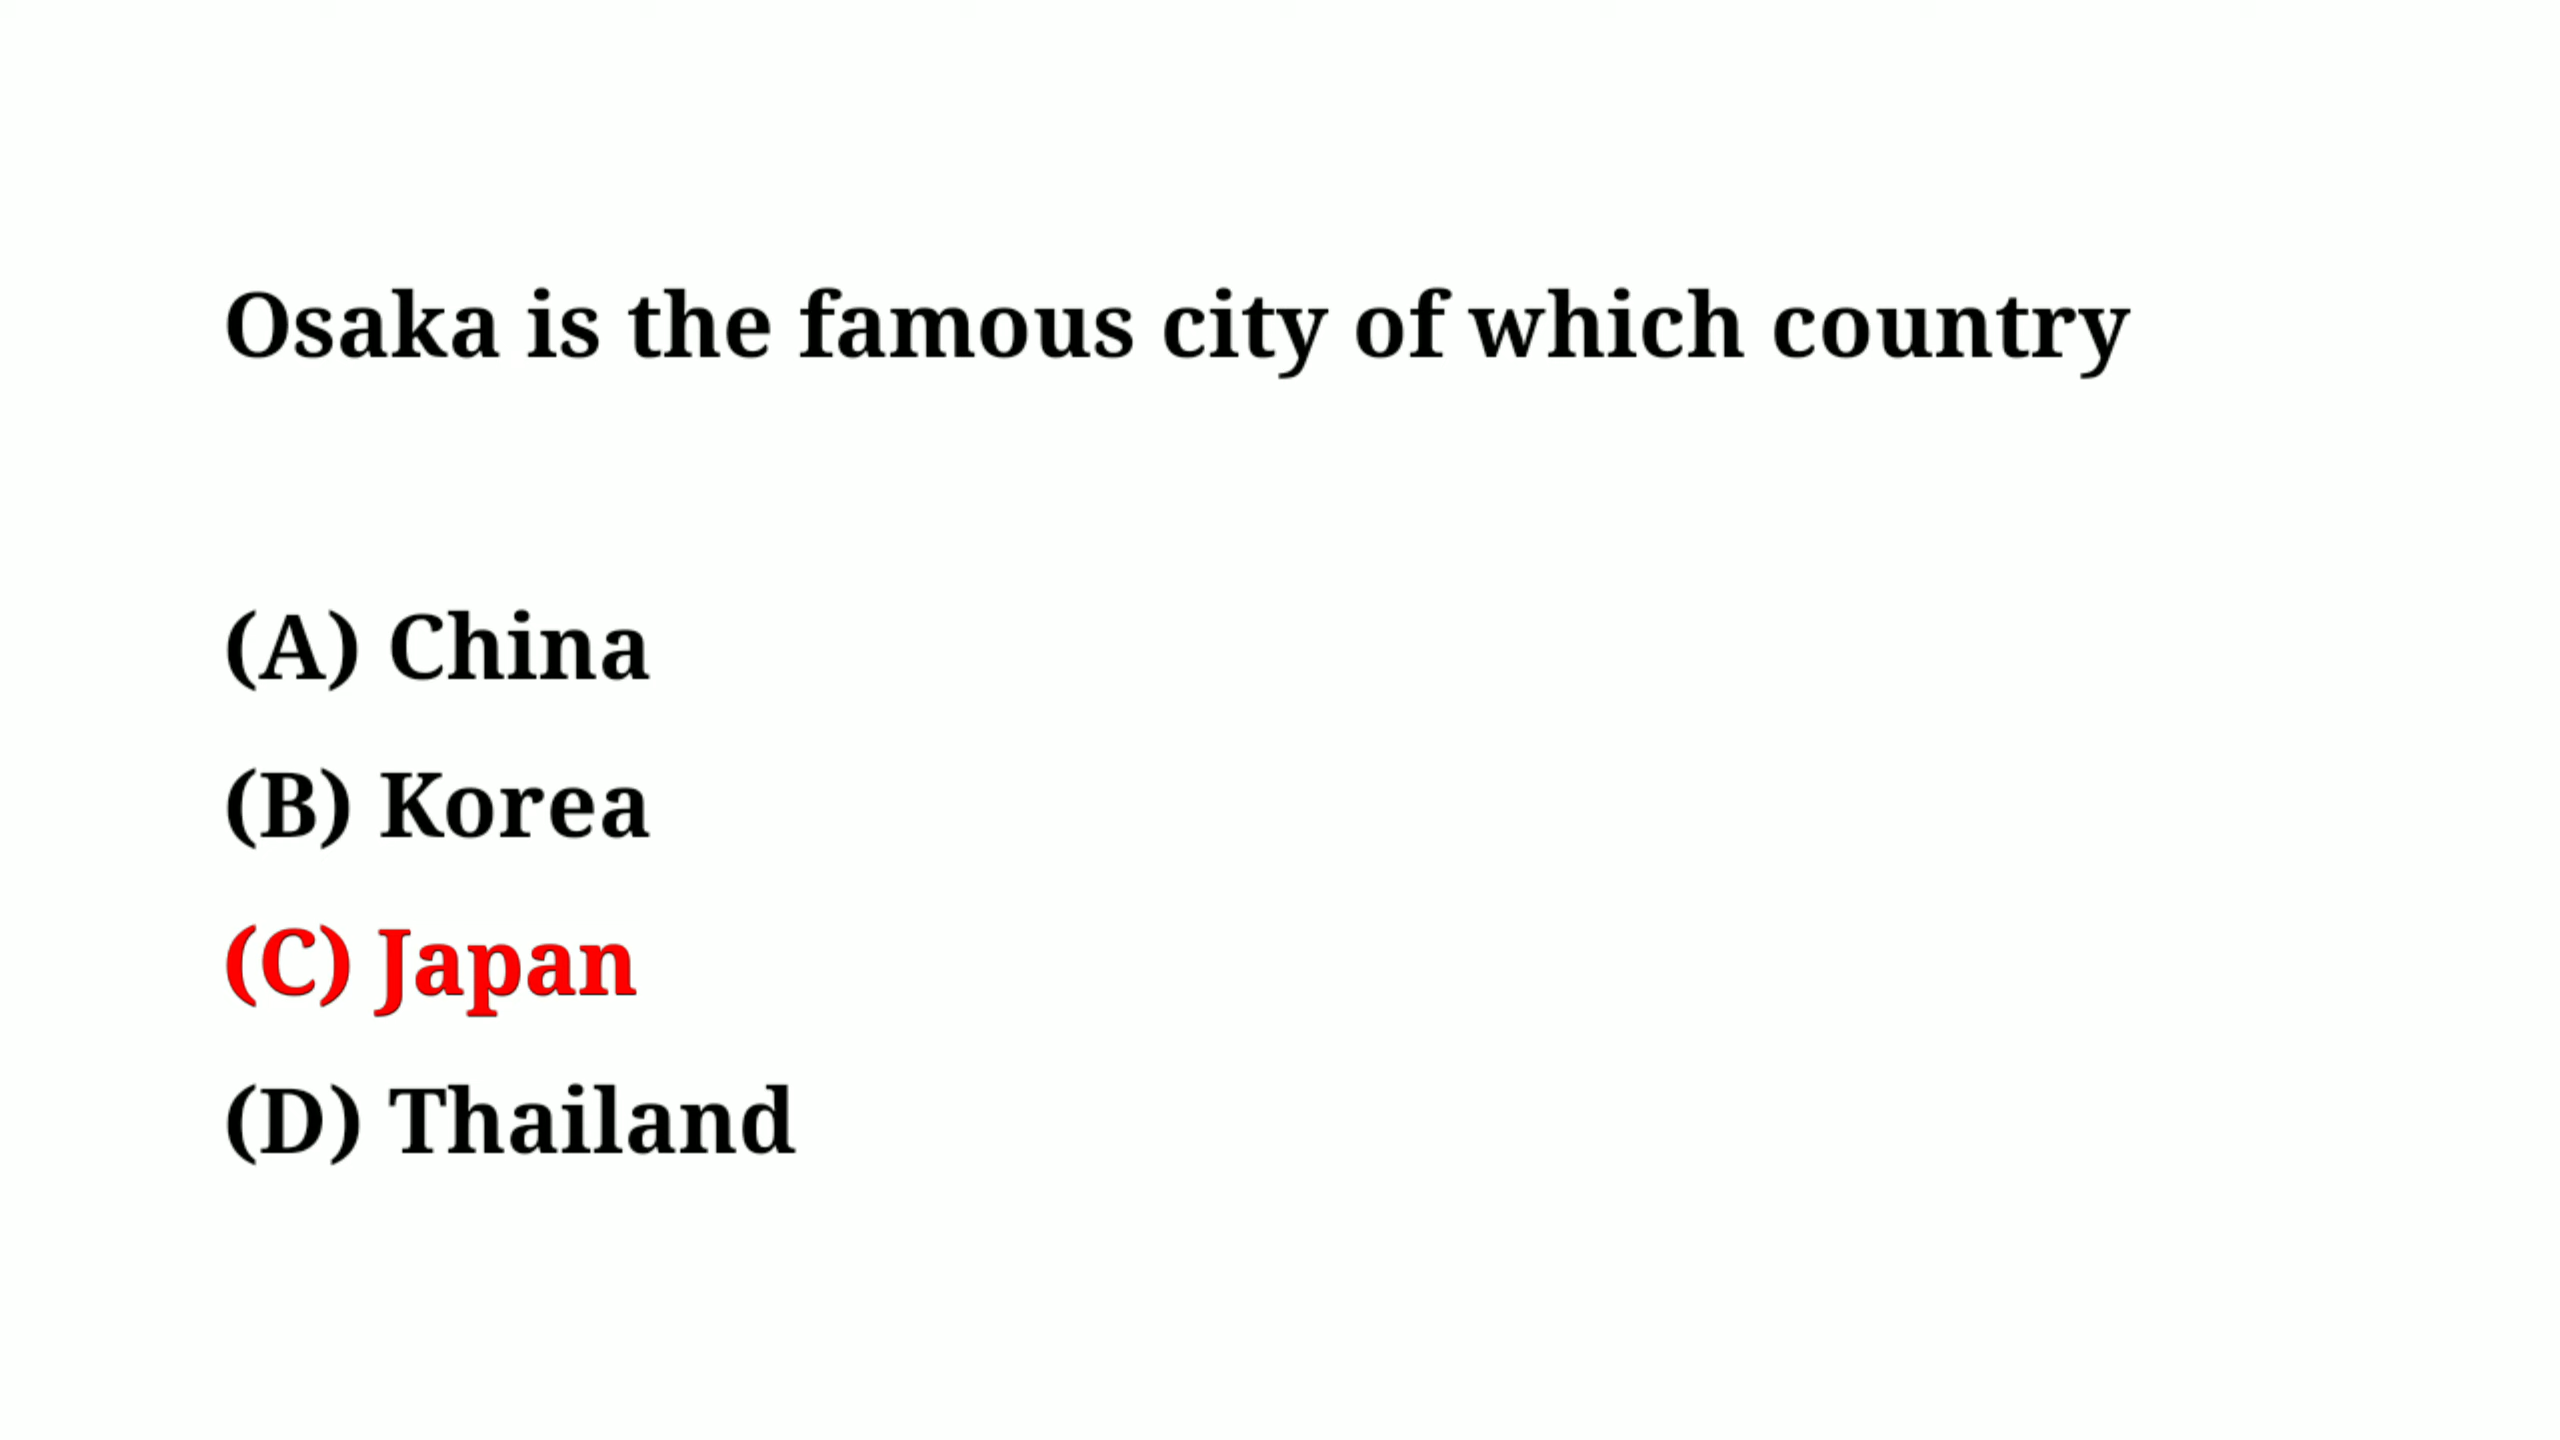 Osaka is the famous city of which country
(A) China
(B) Korea
(C) Japan
(D) Thailand